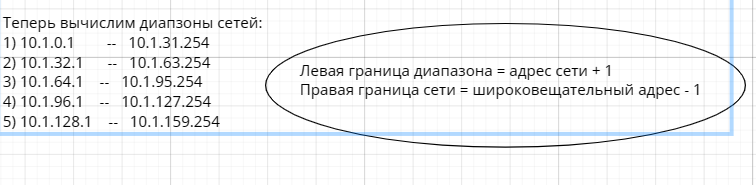 Теперь вычислим диапзоны сетей:
1) 10.1.0.1 -- 10.1.31.254
2) 10.1.32.1 -- 10.1.63.254
3) 10.1.64.1 -- 10.1.95.254
4) 10.1.96.1 -- 10.1.127.254
5) 10.1.128.1 -- 10.1.159.254
Левая граница диапазона = адрес сети + 1
Правая граница сети = широковещательный адрес - 1